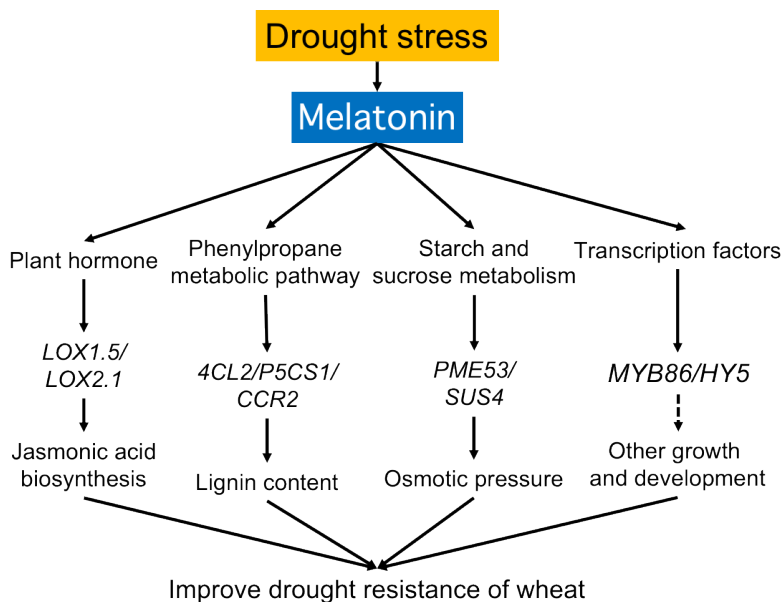 Drought stress
Melatonin
Plant hormone
Phenylpropane
metabolic pathway
Starch and
sucrose metabolism
Transcription factors
LOX1.5/
LOX2.1
4CL2/P5CS1/
CCR2
PME53/
SUS4
MYB86/HY5
Jasmonic acid
biosynthesis
Lignin content
Osmotic pressure
Other growth
and development
Improve drought resistance of wheat